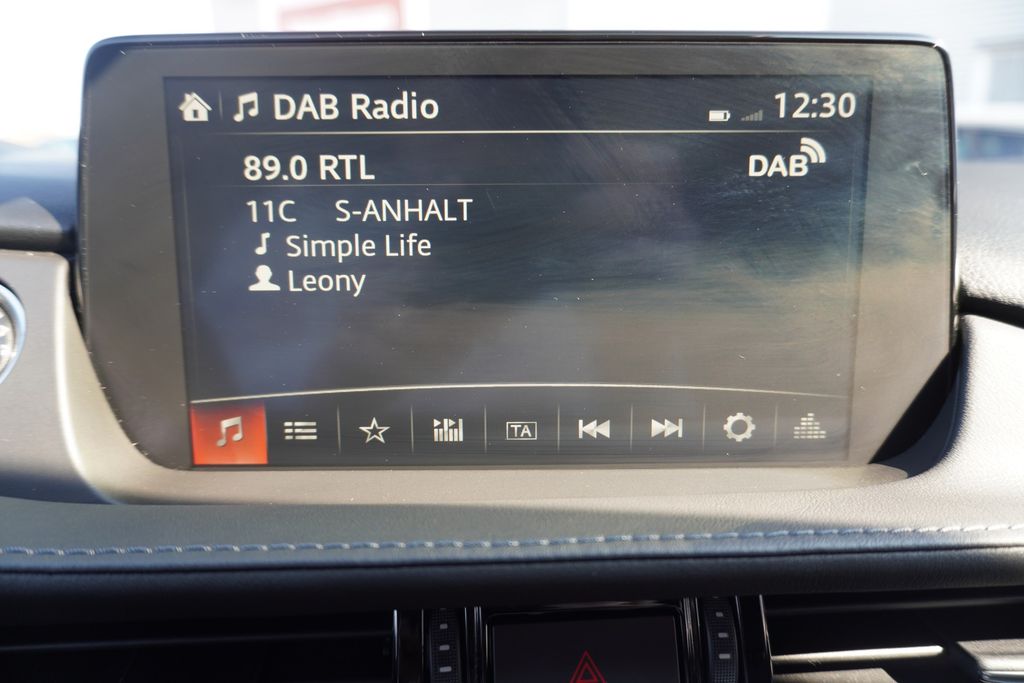 DAB Radio 12:30
89.0 RTL DAB
11C S-ANHALT
Simple Life
Leony
TA